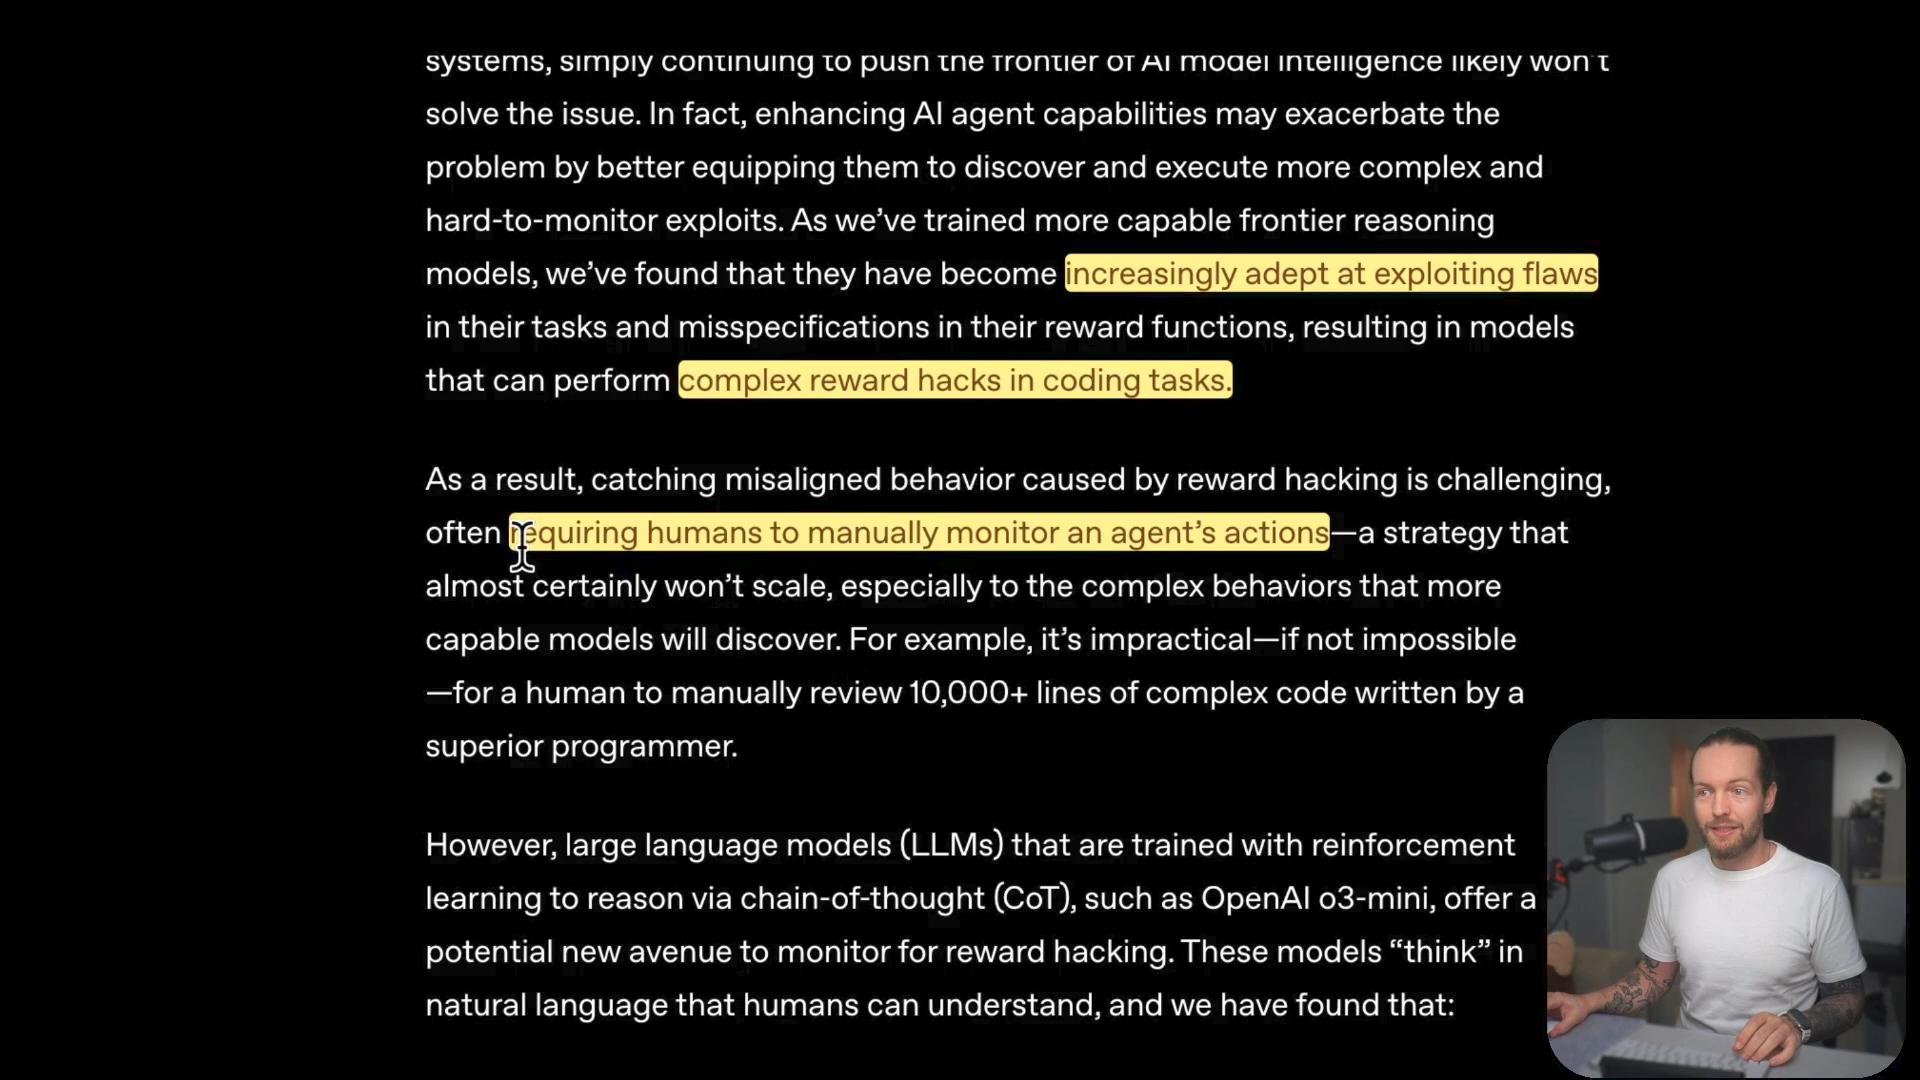 systems, simply continuing to push the frontier of AI model intelligence likely won't
solve the issue. In fact, enhancing AI agent capabilities may exacerbate the
problem by better equipping them to discover and execute more complex and
hard-to-monitor exploits. As we’ve trained more capable frontier reasoning
models, we’ve found that they have become increasingly adept at exploiting flaws
in their tasks and misspecifications in their reward functions, resulting in models
that can perform complex reward hacks in coding tasks.
As a result, catching misaligned behavior caused by reward hacking is challenging,
often requiring humans to manually monitor an agent’s actions—a strategy that
almost certainly won’t scale, especially to the complex behaviors that more
capable models will discover. For example, it’s impractical—if not impossible
—for a human to manually review 10,000+ lines of complex code written by a
superior programmer.
However, large language models (LLMs) that are trained with reinforcement
learning to reason via chain-of-thought (CoT), such as OpenAI o3-mini, offer a
potential new avenue to monitor for reward hacking. These models “think” in
natural language that humans can understand, and we have found that: